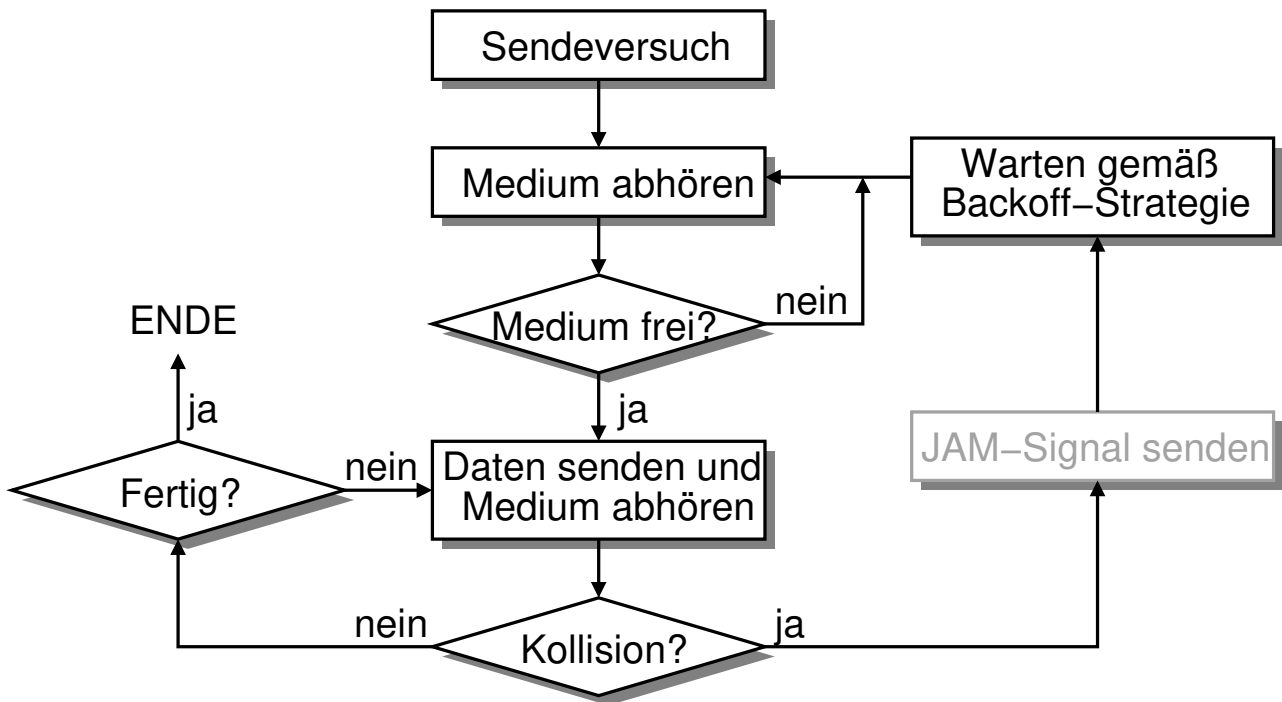 Sendeversuch
Medium abhören
Warten gemäß
Backoff−Strategie
Medium frei?
nein
ENDE
ja
ja
JAM−Signal senden
Fertig?
nein
Daten senden und
Medium abhören
nein
Kollision?
ja